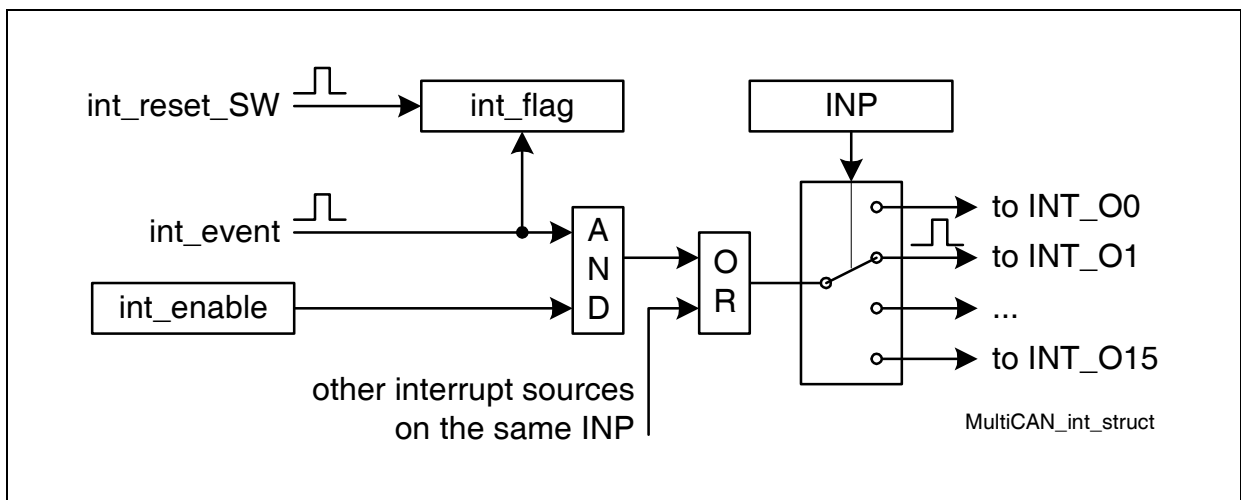 int_reset_SW
int_flag
INP
to INT_O0
int_event
A
N
D
O
R
to INT_O1
int_enable
...
to INT_O15
other interrupt sources
on the same INP
MultiCAN_int_struct